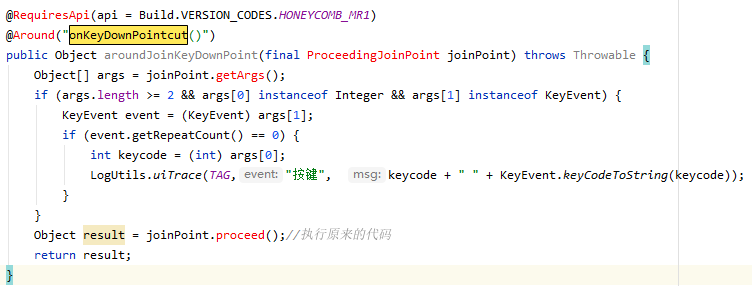 @RequiresApi(api = Build.VERSION_CODES.HONEYCOMB_MR1)
@Around("onKeyDownPointcut()")
public Object aroundJoinKeyDownPoint(final ProceedingJoinPoint joinPoint) throws Throwable {
    Object[] args = joinPoint.getArgs();
    if (args.length >= 2 && args[0] instanceof Integer && args[1] instanceof KeyEvent) {
        KeyEvent event = (KeyEvent) args[1];
        if (event.getRepeatCount() == 0) {
            int keycode = (int) args[0];
            LogUtils.uiTrace(TAG, event: "按键", msg: keycode + " " + KeyEvent.keyCodeToString(keycode));
        }
    }
    Object result = joinPoint.proceed();//执行原来的代码
    return result;
}